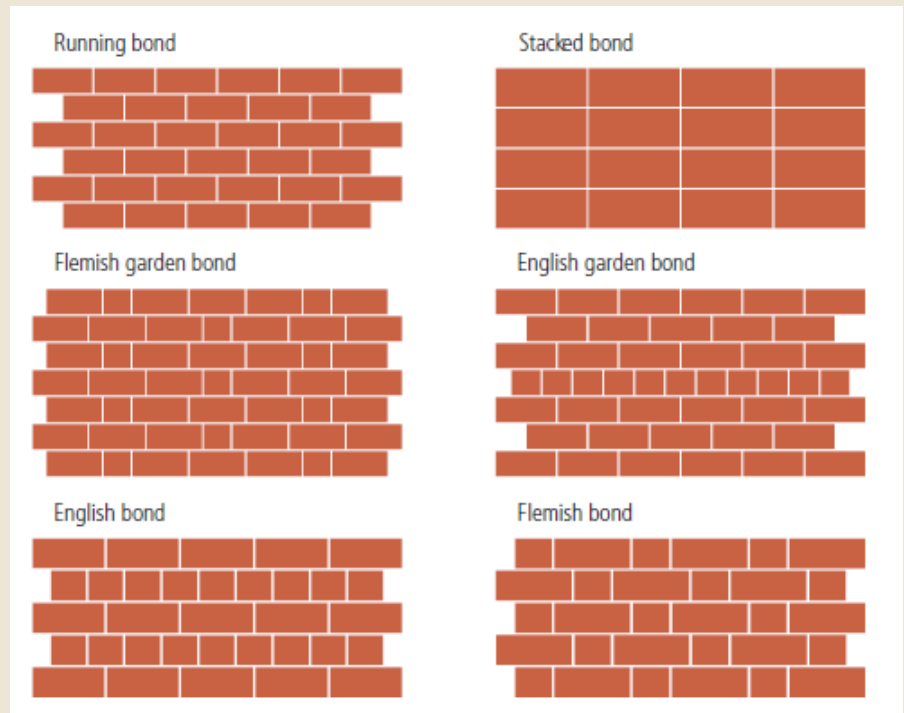 Running bond
Stacked bond
Flemish garden bond
English garden bond
English bond
Flemish bond